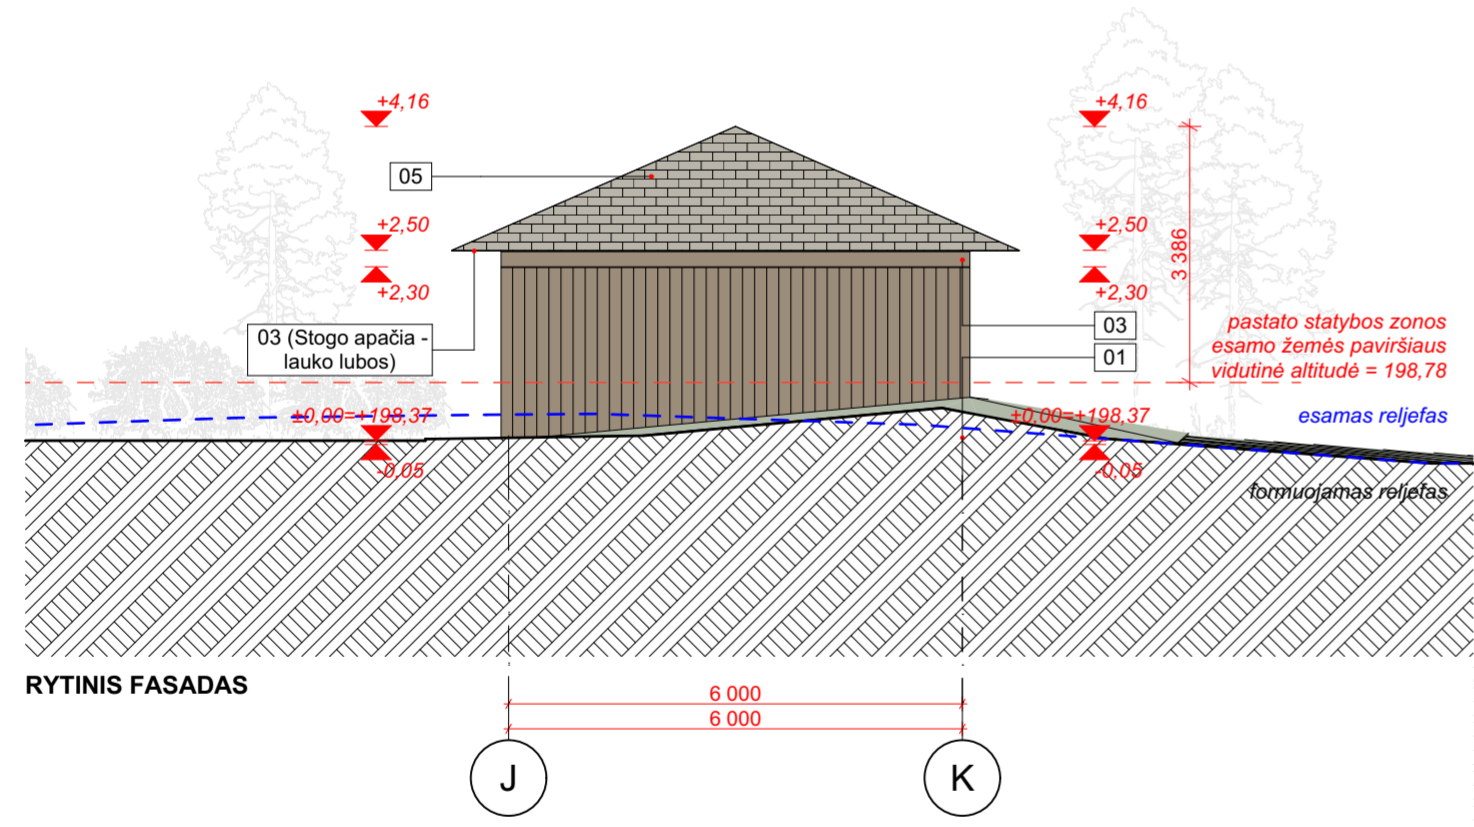 +4,16
+4,16
05
+2,50
+2,50
3 386
+2,30
+2,30
03 (Stogo apačia -
lauko lubos)
03
01
pastato statybos zonos
esamo žemės paviršiaus
vidutinė altitudė = 198,78
±0,00=+198,37
±0,00=+198,37
esamas reljefas
-0,05
-0,05
formuojamas reljefas
RYTINIS FASADAS
6 000
6 000
J
K